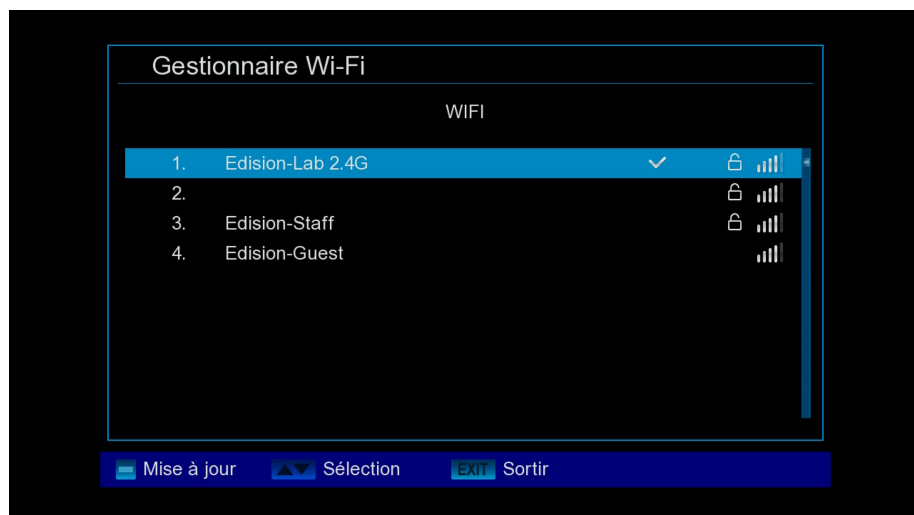 Gestionnaire Wi-Fi
WIFI
1. Edision-Lab 2.4G
2.
3. Edision-Staff
4. Edision-Guest
Mise à jour Sélection EXIT Sortir